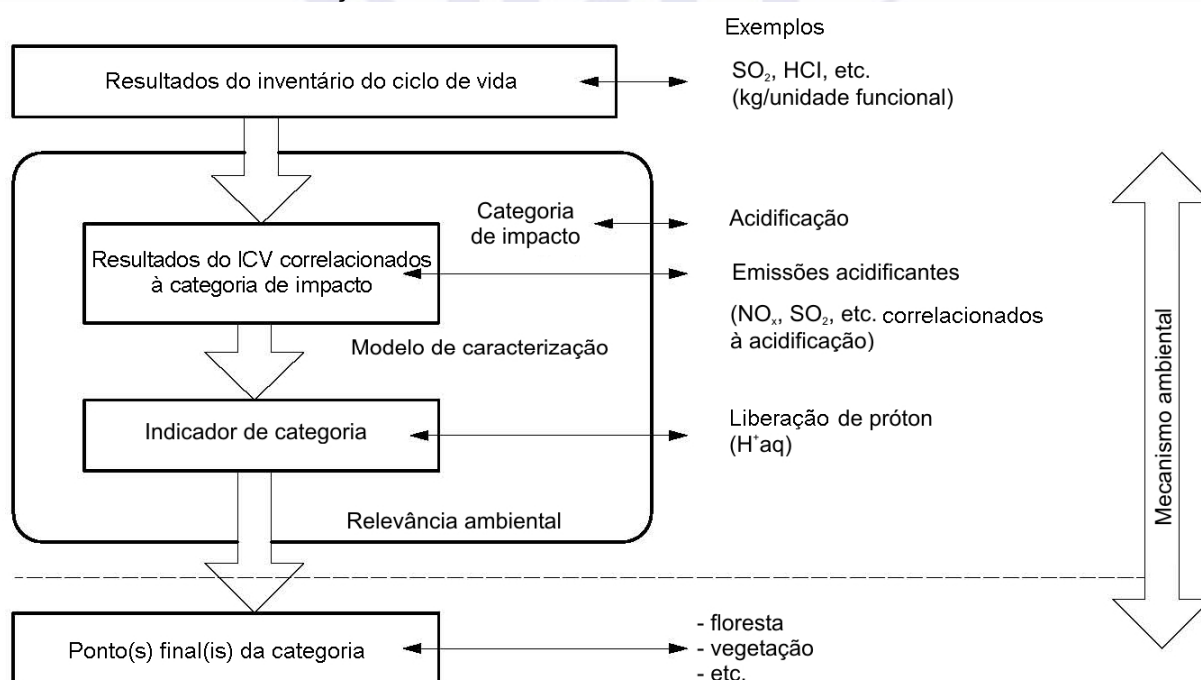 Exemplos
Resultados do inventário do ciclo de vida
SO₂, HCl, etc.
(kg/unidade funcional)
Categoria
de impacto
Acidificação
Resultados do ICV correlacionados
à categoria de impacto
Emissões acidificantes
(NOₓ, SO₂, etc. correlacionados
à acidificação)
Modelo de caracterização
Indicador de categoria
Liberação de próton
(H⁺aq)
Relevância ambiental
Mecanismo ambiental
Ponto(s) final(is) da categoria
- floresta
- vegetação
- etc.